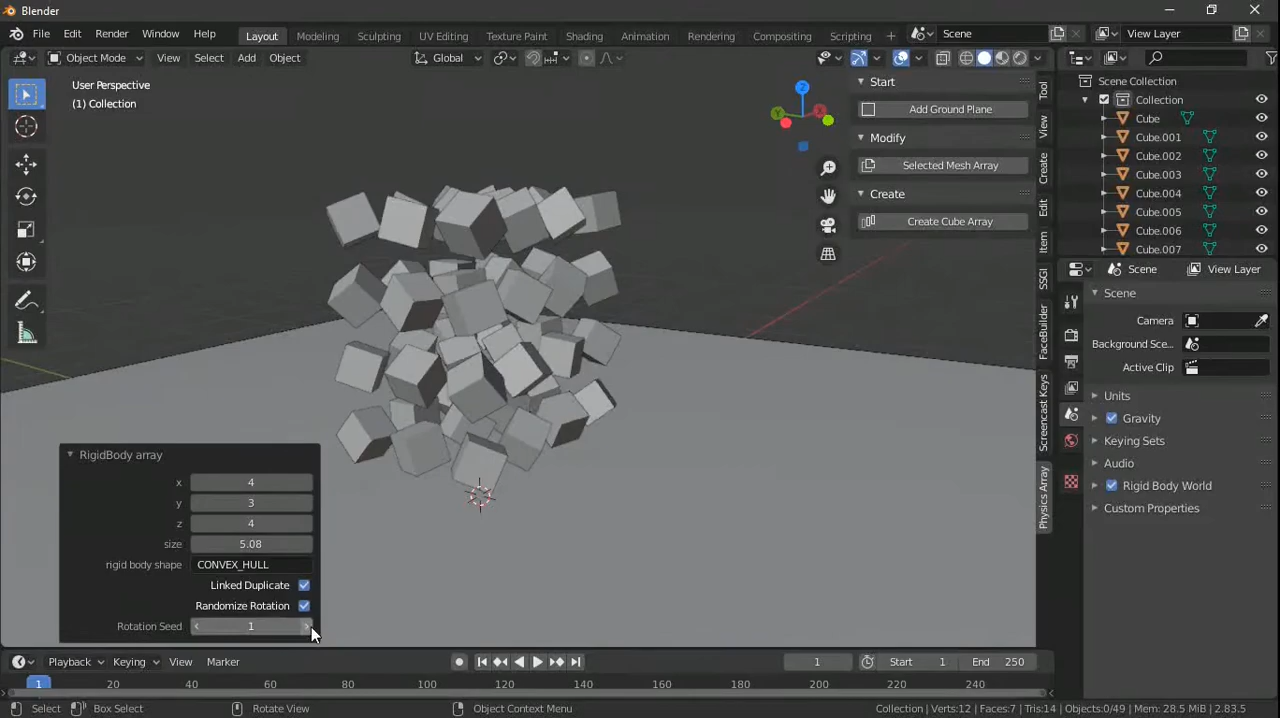 Blender
File Edit Render Window Help Layout Modeling Sculpting UV Editing Texture Paint Shading Animation Rendering Compositing Scripting + Scene View Layer
Object Mode View Select Add Object Global
User Perspective
(1) Collection
Z
Y
X
Start
Add Ground Plane
Modify
Selected Mesh Array
Create
Create Cube Array
Tool
View
Create
Edit
Item
SSGI
FaceBuilder
Screencast Keys
Physics Array
Scene Collection
Collection
Cube
Cube.001
Cube.002
Cube.003
Cube.004
Cube.005
Cube.006
Cube.007
Scene View Layer
Scene
Camera
Background Sce...
Active Clip
Units
Gravity
Keying Sets
Audio
Rigid Body World
Custom Properties
RigidBody array
x 4
y 3
z 4
size 5.08
rigid body shape CONVEX_HULL
Linked Duplicate
Randomize Rotation
Rotation Seed 1
Playback Keying View Marker 1 Start 1 End 250
1 20 40 60 80 100 120 140 160 180 200 220 240
Select Box Select Rotate View Object Context Menu Collection | Verts:12 | Faces:7 | Tris:14 | Objects:0/49 | Mem: 28.5 MiB | 2.83.5